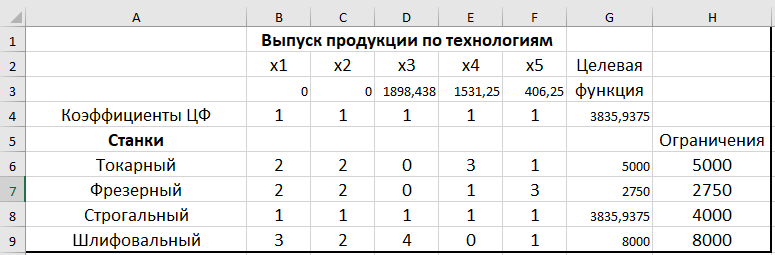 A B C D E F G H
1 Выпуск продукции по технологиям
2 x1 x2 x3 x4 x5 Целевая
3 0 0 1898,438 1531,25 406,25 функция
4 Коэффициенты ЦФ 1 1 1 1 1 3835,9375
5 Станки Ограничения
6 Токарный 2 2 0 3 1 5000 5000
7 Фрезерный 2 2 0 1 3 2750 2750
8 Строгальный 1 1 1 1 1 3835,9375 4000
9 Шлифовальный 3 2 4 0 1 8000 8000